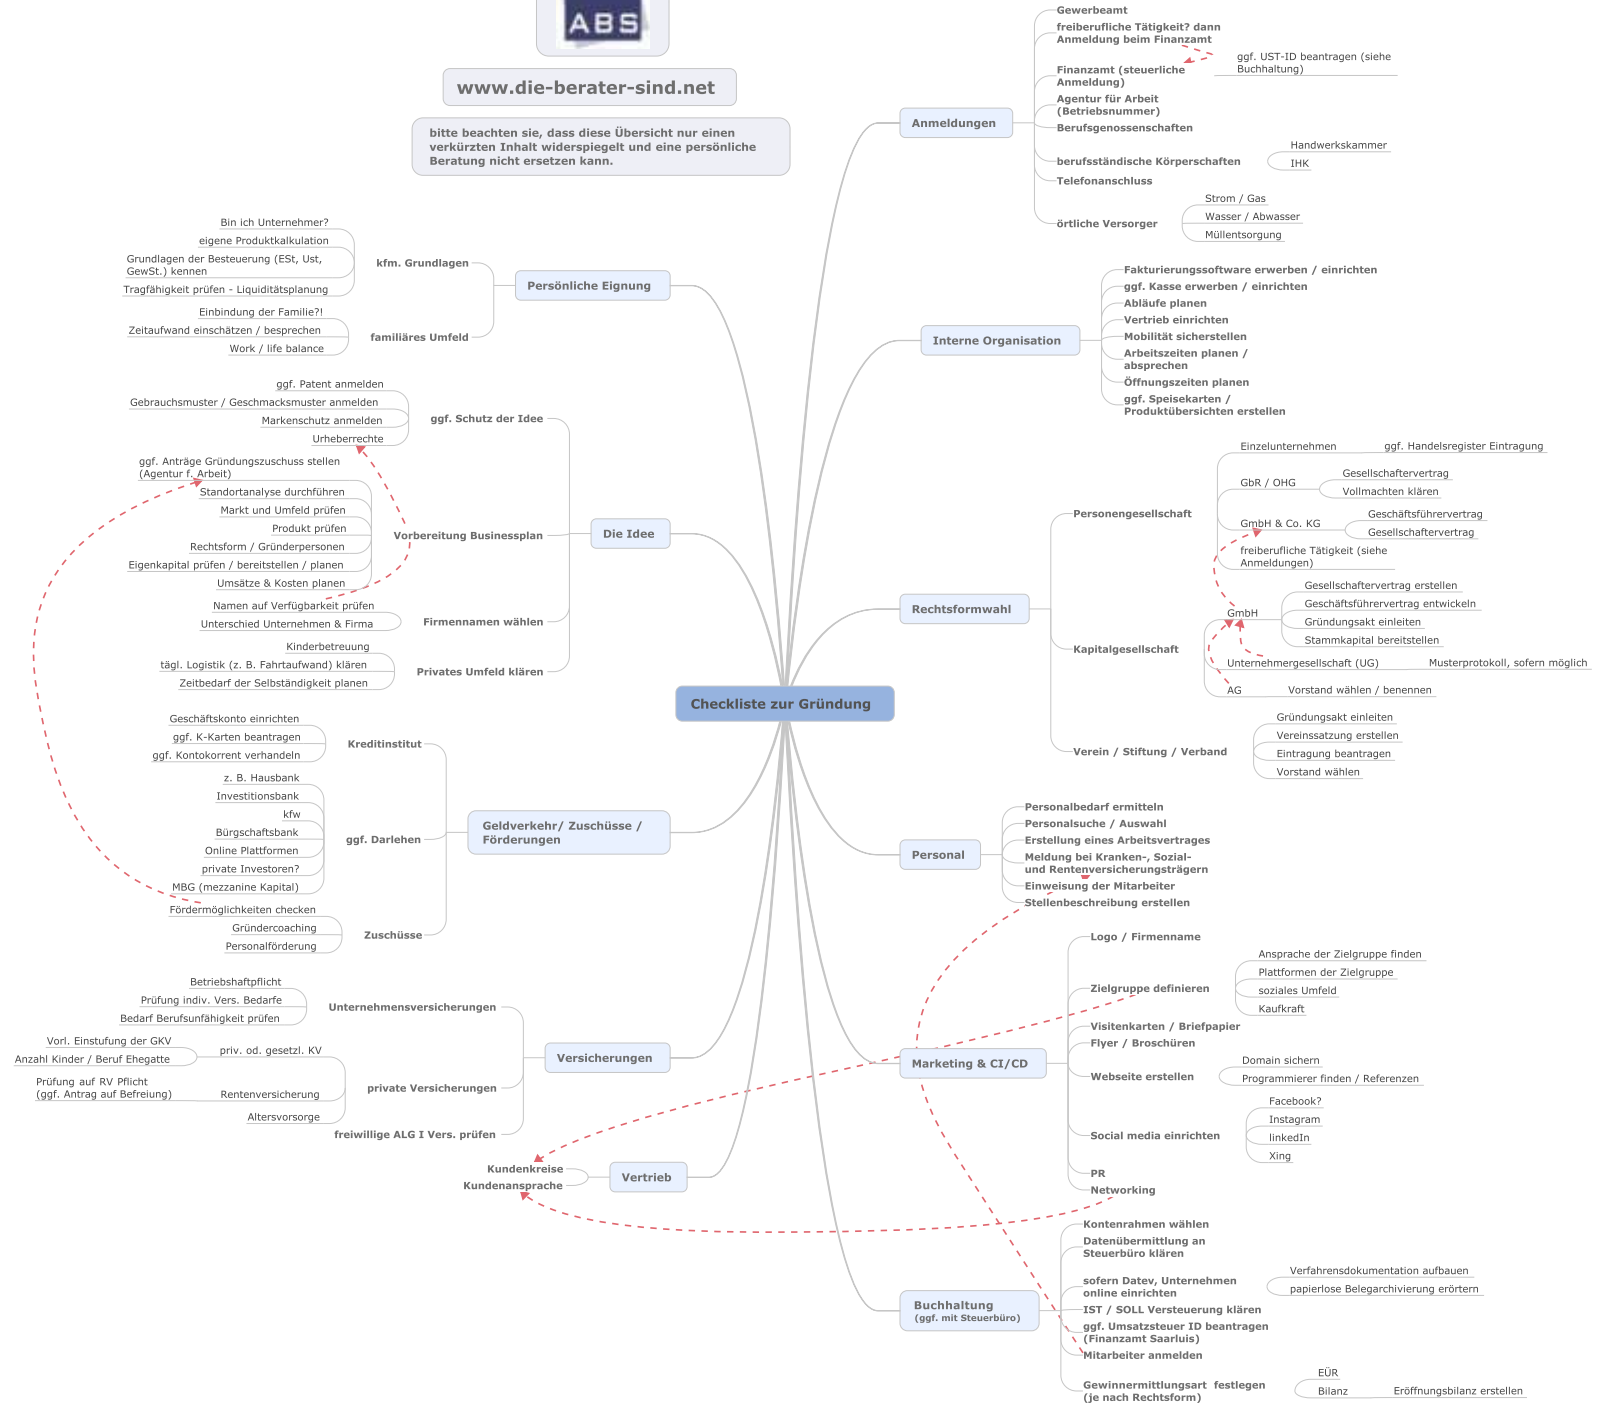 ABS
www.die-berater-sind.net
bitte beachten sie, dass diese Übersicht nur einen
verkürzten Inhalt widerspiegelt und eine persönliche
Beratung nicht ersetzen kann.
Checkliste zur Gründung
Anmeldungen
Gewerbeamt
freiberufliche Tätigkeit? dann
Anmeldung beim Finanzamt
Finanzamt (steuerliche
Anmeldung)
ggf. UST-ID beantragen (siehe
Buchhaltung)
Agentur für Arbeit
(Betriebsnummer)
Berufsgenossenschaften
berufsständische Körperschaften
Handwerkskammer
IHK
Telefonanschluss
örtliche Versorger
Strom / Gas
Wasser / Abwasser
Müllentsorgung
Interne Organisation
Fakturierungssoftware erwerben / einrichten
ggf. Kasse erwerben / einrichten
Abläufe planen
Vertrieb einrichten
Mobilität sicherstellen
Arbeitszeiten planen /
absprechen
Öffnungszeiten planen
ggf. Speisekarten /
Produktübersichten erstellen
Rechtsformwahl
Personengesellschaft
Einzelunternehmen
ggf. Handelsregister Eintragung
GbR / OHG
Gesellschaftervertrag
Vollmachten klären
GmbH & Co. KG
Geschäftsführervertrag
Gesellschaftervertrag
freiberufliche Tätigkeit (siehe
Anmeldungen)
Kapitalgesellschaft
GmbH
Gesellschaftervertrag erstellen
Geschäftsführervertrag entwickeln
Gründungsakt einleiten
Stammkapital bereitstellen
Unternehmergesellschaft (UG)
Musterprotokoll, sofern möglich
AG
Vorstand wählen / benennen
Verein / Stiftung / Verband
Gründungsakt einleiten
Vereinssatzung erstellen
Eintragung beantragen
Vorstand wählen
Personal
Personalbedarf ermitteln
Personalsuche / Auswahl
Erstellung eines Arbeitsvertrages
Meldung bei Kranken-, Sozial-
und Rentenversicherungsträgern
Einweisung der Mitarbeiter
Stellenbeschreibung erstellen
Marketing & CI/CD
Logo / Firmenname
Zielgruppe definieren
Ansprache der Zielgruppe finden
Plattformen der Zielgruppe
soziales Umfeld
Kaufkraft
Visitenkarten / Briefpapier
Flyer / Broschüren
Webseite erstellen
Domain sichern
Programmierer finden / Referenzen
Social media einrichten
Facebook?
Instagram
linkedIn
Xing
PR
Networking
Buchhaltung
(ggf. mit Steuerbüro)
Kontenrahmen wählen
Datenübermittlung an
Steuerbüro klären
sofern Datev, Unternehmen
online einrichten
Verfahrensdokumentation aufbauen
papierlose Belegarchivierung erörtern
IST / SOLL Versteuerung klären
ggf. Umsatzsteuer ID beantragen
(Finanzamt Saarluis)
Mitarbeiter anmelden
Gewinnermittlungsart festlegen
(je nach Rechtsform)
EÜR
Bilanz
Eröffnungsbilanz erstellen
Persönliche Eignung
kfm. Grundlagen
Bin ich Unternehmer?
eigene Produktkalkulation
Grundlagen der Besteuerung (ESt, Ust,
GewSt.) kennen
Tragfähigkeit prüfen - Liquiditätsplanung
familiäres Umfeld
Einbindung der Familie?!
Zeitaufwand einschätzen / besprechen
Work / life balance
Die Idee
ggf. Schutz der Idee
ggf. Patent anmelden
Gebrauchsmuster / Geschmacksmuster anmelden
Markenschutz anmelden
Urheberrechte
Vorbereitung Businessplan
ggf. Anträge Gründungszuschuss stellen
(Agentur f. Arbeit)
Standortanalyse durchführen
Markt und Umfeld prüfen
Produkt prüfen
Rechtsform / Gründerpersonen
Eigenkapital prüfen / bereitstellen / planen
Umsätze & Kosten planen
Firmennamen wählen
Namen auf Verfügbarkeit prüfen
Unterschied Unternehmen & Firma
Privates Umfeld klären
Kinderbetreuung
tägl. Logistik (z. B. Fahrtaufwand) klären
Zeitbedarf der Selbständigkeit planen
Geldverkehr/ Zuschüsse /
Förderungen
Kreditinstitut
Geschäftskonto einrichten
ggf. K-Karten beantragen
ggf. Kontokorrent verhandeln
ggf. Darlehen
z. B. Hausbank
Investitionsbank
kfw
Bürgschaftsbank
Online Plattformen
private Investoren?
MBG (mezzanine Kapital)
Zuschüsse
Fördermöglichkeiten checken
Gründercoaching
Personalförderung
Versicherungen
Unternehmensversicherungen
Betriebshaftpflicht
Prüfung indiv. Vers. Bedarfe
Bedarf Berufsunfähigkeit prüfen
private Versicherungen
priv. od. gesetzl. KV
Vorl. Einstufung der GKV
Anzahl Kinder / Beruf Ehegatte
Rentenversicherung
Prüfung auf RV Pflicht
(ggf. Antrag auf Befreiung)
Altersvorsorge
freiwillige ALG I Vers. prüfen
Vertrieb
Kundenkreise
Kundenansprache